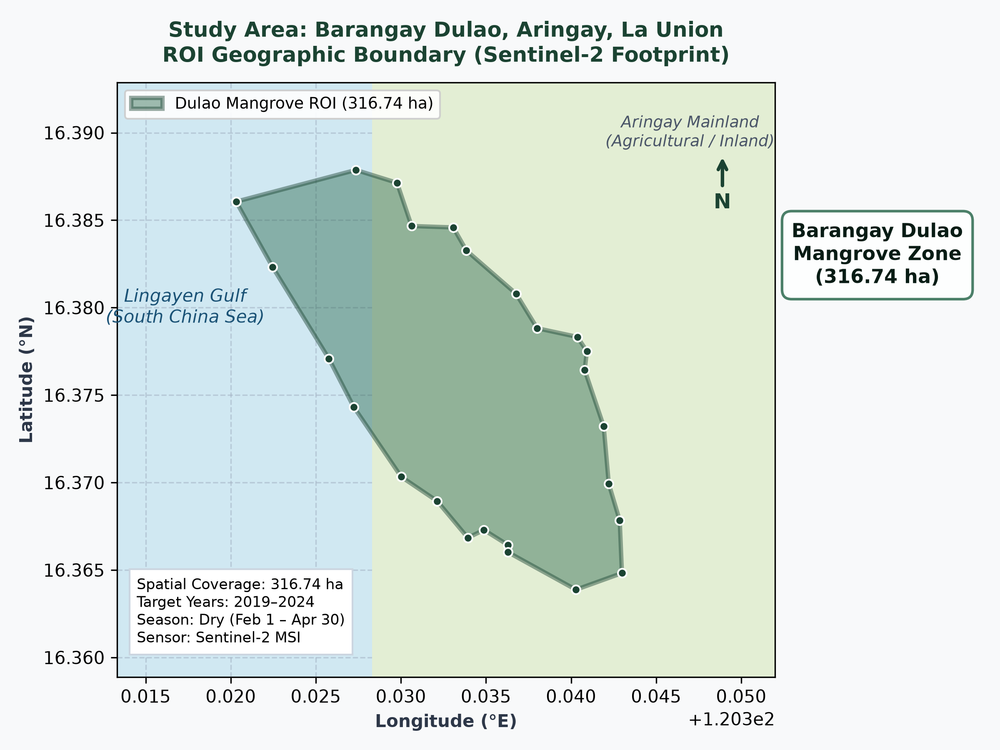 Study Area: Barangay Dulao, Aringay, La Union
ROI Geographic Boundary (Sentinel-2 Footprint)
Dulao Mangrove ROI (316.74 ha)
Aringay Mainland
(Agricultural / Inland)
N
Barangay Dulao
Mangrove Zone
(316.74 ha)
Lingayen Gulf
(South China Sea)
Latitude (°N)
16.390
16.385
16.380
16.375
16.370
16.365
16.360
Spatial Coverage: 316.74 ha
Target Years: 2019–2024
Season: Dry (Feb 1 – Apr 30)
Sensor: Sentinel-2 MSI
0.015 0.020 0.025 0.030 0.035 0.040 0.045 0.050
Longitude (°E)
+1.203e2